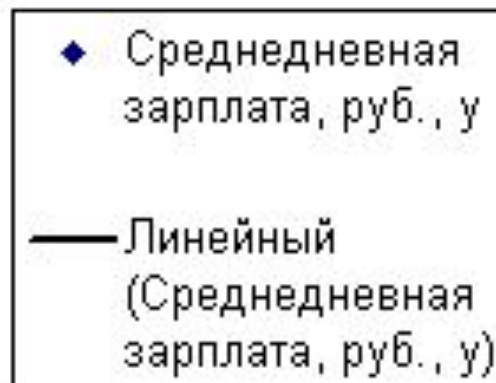 Среднедневная
зарплата, руб., у
Линейный
(Среднедневная
зарплата, руб., у)